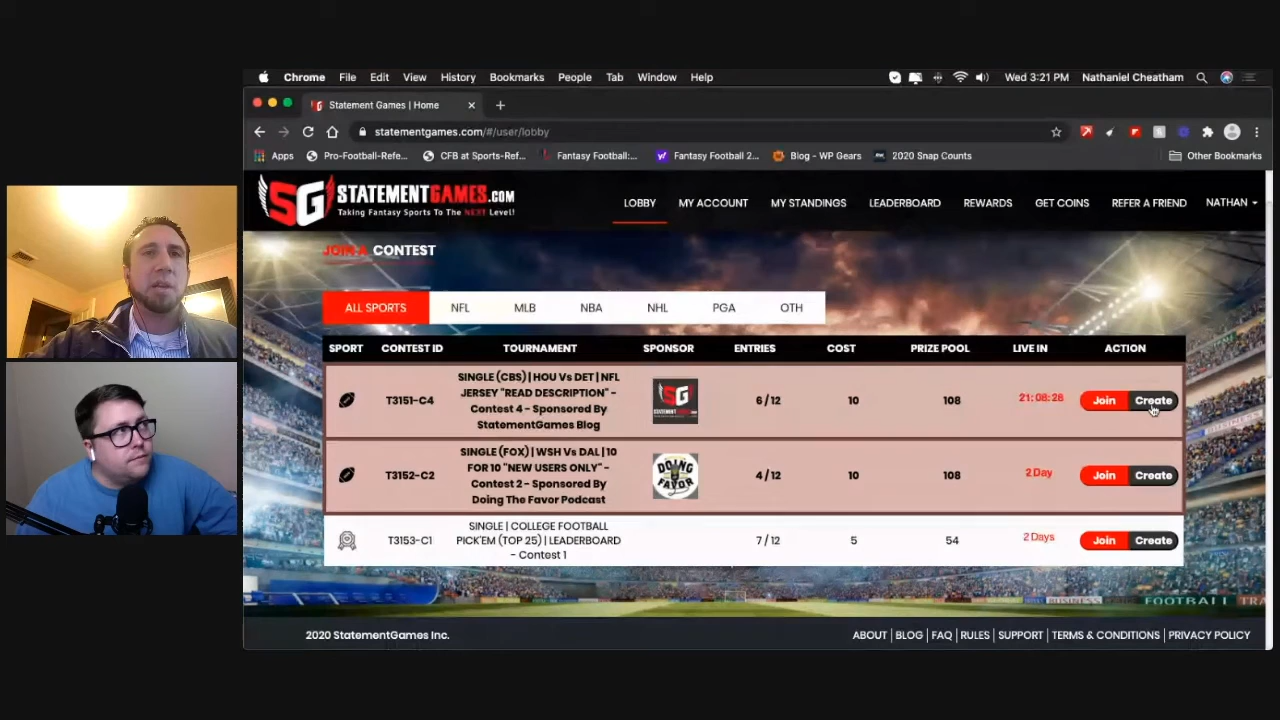 Chrome File Edit View History Bookmarks People Tab Window Help Wed 3:21 PM Nathaniel Cheatham
Statement Games | Home
statementgames.com/#/user/lobby
Apps Pro-Football-Refe... CFB at Sports-Ref... Fantasy Football:... Fantasy Football 2... Blog - WP Gears 2020 Snap Counts Other Bookmarks
SG STATEMENTGAMES.COM
Taking Fantasy Sports To The NEXT Level!
LOBBY MY ACCOUNT MY STANDINGS LEADERBOARD REWARDS GET COINS REFER A FRIEND NATHAN
JOIN A CONTEST
ALL SPORTS NFL MLB NBA NHL PGA OTH
SPORT CONTEST ID TOURNAMENT SPONSOR ENTRIES COST PRIZE POOL LIVE IN ACTION
SINGLE (CBS) | HOU Vs DET | NFL
JERSEY "READ DESCRIPTION" -
Contest 4 - Sponsored By
StatementGames Blog
T3151-C4 SG 6 / 12 10 108 21:08:28 Join Create
SINGLE (FOX) | WSH Vs DAL | 10
FOR 10 "NEW USERS ONLY" -
Contest 2 - Sponsored By
Doing The Favor Podcast
T3152-C2 DOING FAVOR 4 / 12 10 108 2 Day Join Create
SINGLE | COLLEGE FOOTBALL
PICK'EM (TOP 25) | LEADERBOARD
- Contest 1
T3153-C1 7 / 12 5 54 2 Days Join Create
FOOTBALL
2020 StatementGames Inc. ABOUT | BLOG | FAQ | RULES | SUPPORT | TERMS & CONDITIONS | PRIVACY POLICY